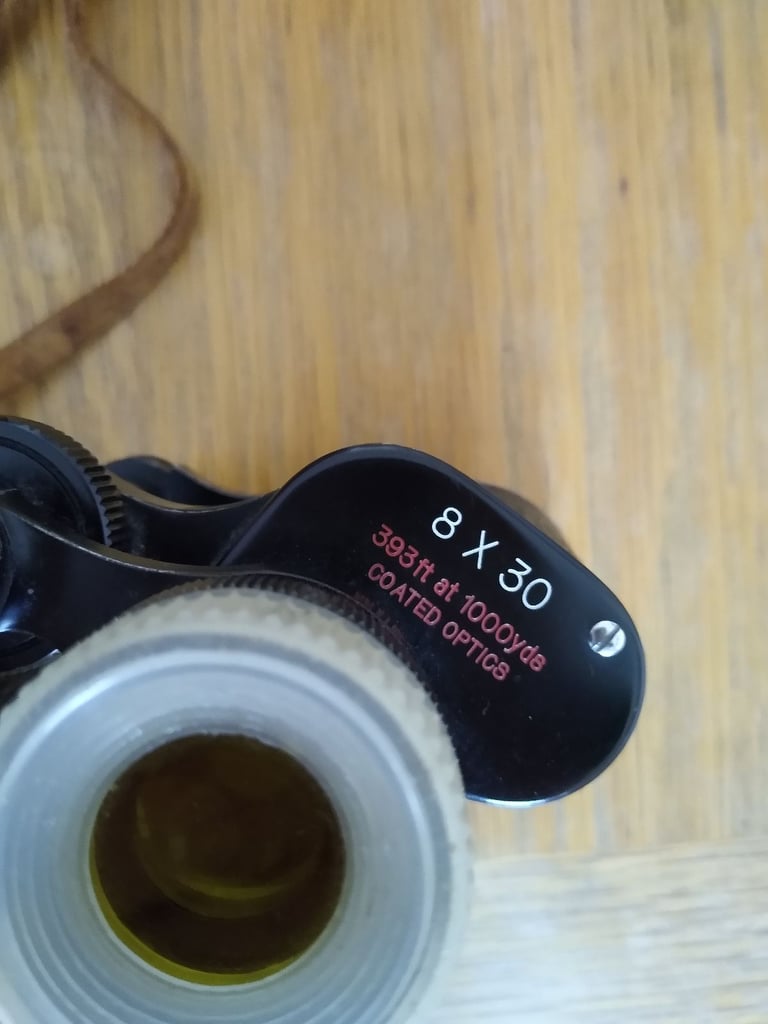 8 X 30
393ft at 1000yds
COATED OPTICS